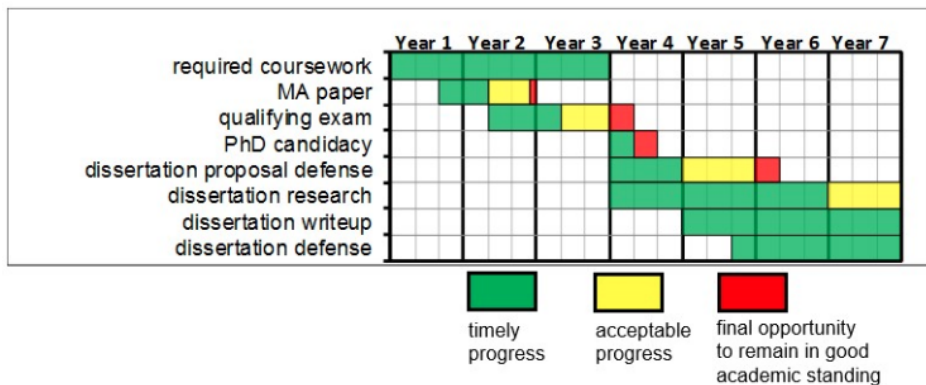 Year 1 Year 2 Year 3 Year 4 Year 5 Year 6 Year 7
required coursework
MA paper
qualifying exam
PhD candidacy
dissertation proposal defense
dissertation research
dissertation writeup
dissertation defense
timely
progress
acceptable
progress
final opportunity
to remain in good
academic standing